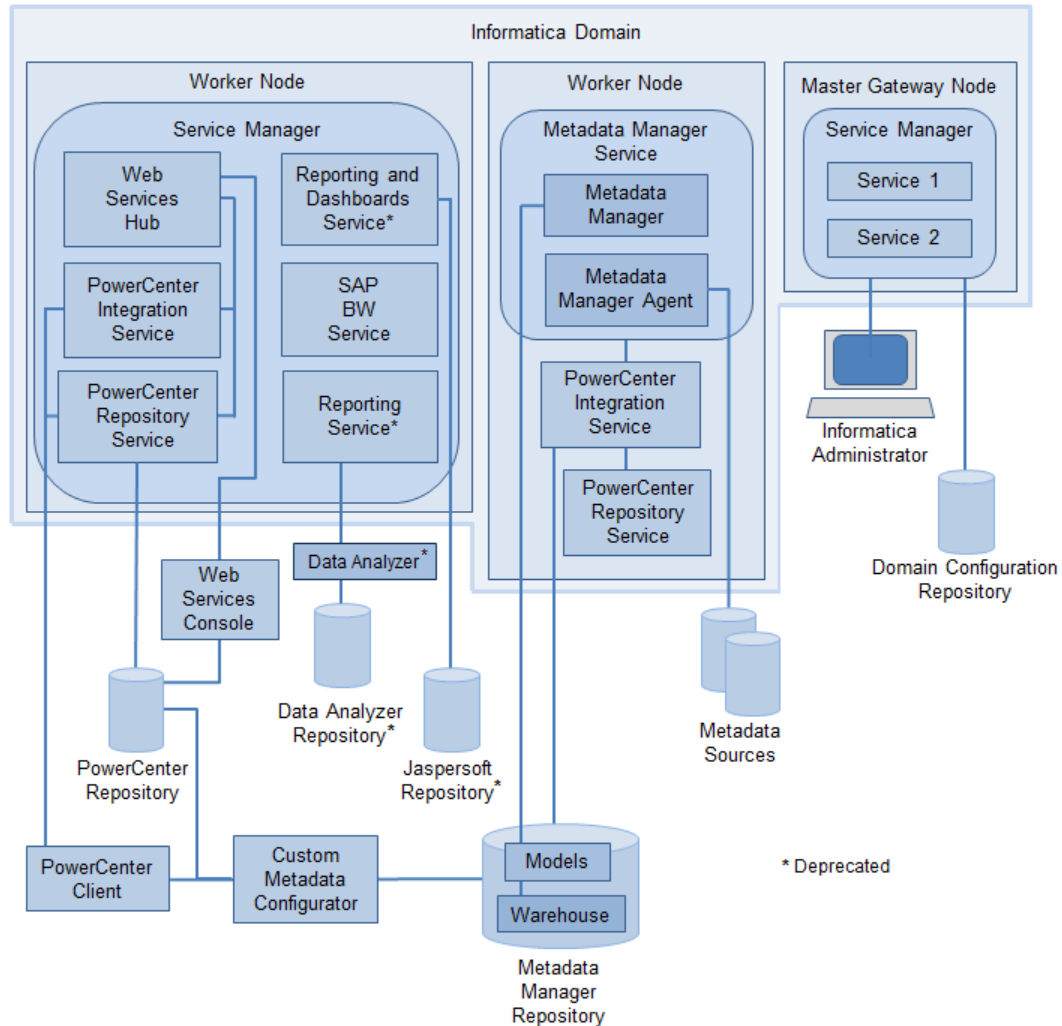 Informatica Domain
Worker Node
Service Manager
Web
Services
Hub
Reporting and
Dashboards
Service*
PowerCenter
Integration
Service
SAP
BW
Service
PowerCenter
Repository
Service
Reporting
Service*
Worker Node
Metadata Manager
Service
Metadata
Manager
Metadata
Manager Agent
PowerCenter
Integration
Service
PowerCenter
Repository
Service
Master Gateway Node
Service Manager
Service 1
Service 2
Informatica
Administrator
Domain Configuration
Repository
Data Analyzer*
Web
Services
Console
Data Analyzer
Repository*
PowerCenter
Repository
Jaspersoft
Repository*
Metadata
Sources
PowerCenter
Client
Custom
Metadata
Configurator
Models
Warehouse
Metadata
Manager
Repository
* Deprecated